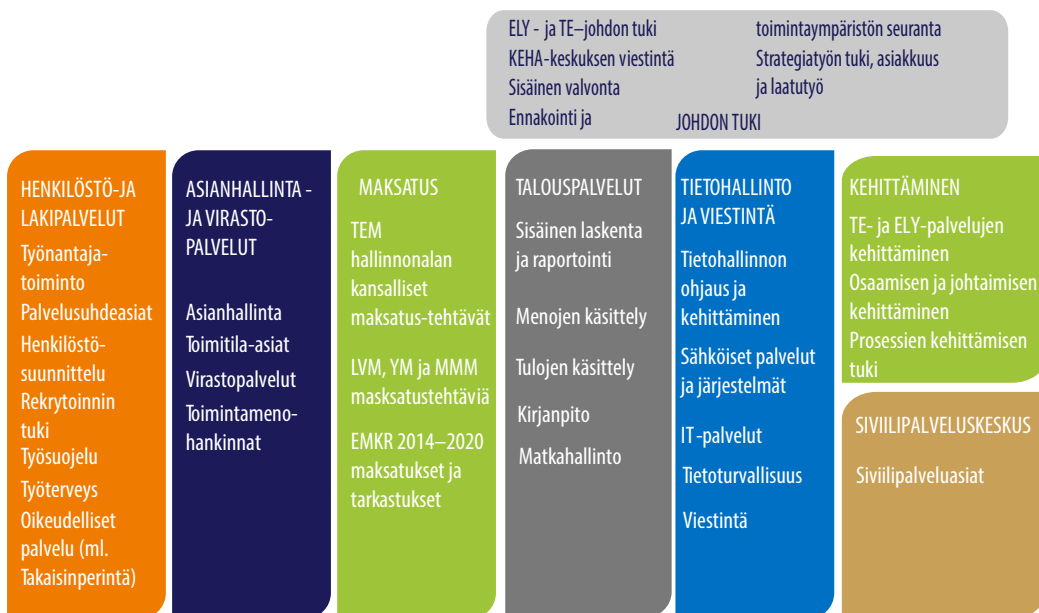 ELY - ja TE–johdon tuki
KEHA-keskuksen viestintä
Sisäinen valvonta
Ennakointi ja
toimintaympäristön seuranta
Strategiatyön tuki, asiakkuus
ja laatutyö
JOHDON TUKI
HENKILÖSTÖ-JA
LAKIPALVELUT
Työnantaja-
toiminto
Palvelusuhdeasiat
Henkilöstö-
suunnittelu
Rekrytoinnin
tuki
Työsuojelu
Työterveys
Oikeudelliset
palvelu (ml.
Takaisinperintä)
ASIANHALLINTA -
JA VIRASTO-
PALVELUT
Asianhallinta
Toimitila-asiat
Virastopalvelut
Toimintameno-
hankinnat
MAKSATUS
TEM
hallinnonalan
kansalliset
maksatus-tehtävät
LVM, YM ja MMM
masksatustehtäviä
EMKR 2014–2020
maksatukset ja
tarkastukset
TALOUSPALVELUT
Sisäinen laskenta
ja raportointi
Menojen käsittely
Tulojen käsittely
Kirjanpito
Matkahallinto
TIETOHALLINTO
JA VIESTINTÄ
Tietohallinnon
ohjaus ja
kehittäminen
Sähköiset palvelut
ja järjestelmät
IT -palvelut
Tietoturvallisuus
Viestintä
KEHITTÄMINEN
TE- ja ELY-palvelujen
kehittäminen
Osaamisen ja johtaimisen
kehittäminen
Prosessien kehittämisen
tuki
SIVIILIPALVELUSKESKUS
Siviilipalveluasiat